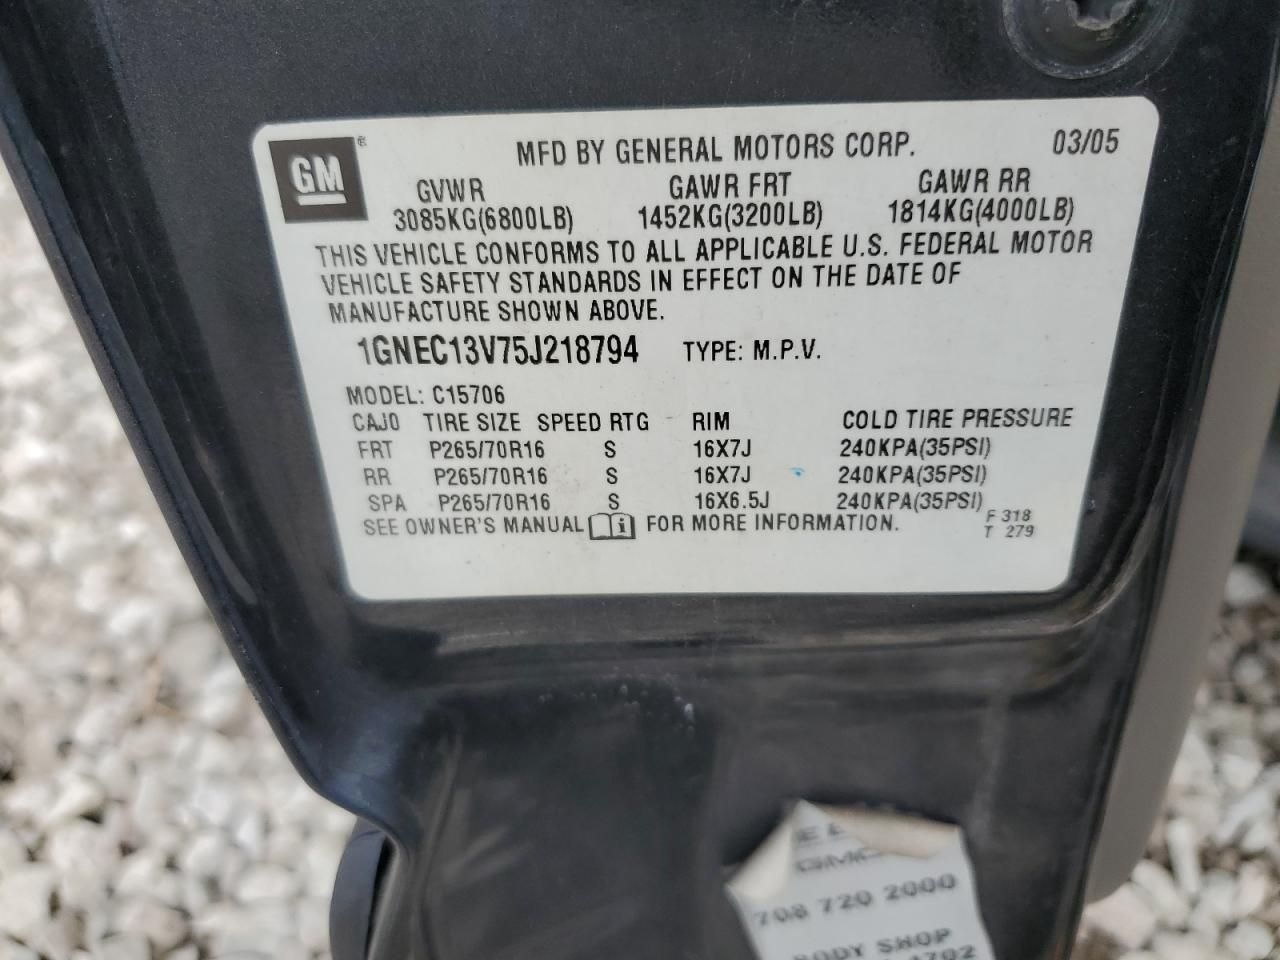 GM ® MFD BY GENERAL MOTORS CORP. 03/05
GVWR GAWR FRT GAWR RR
3085KG(6800LB) 1452KG(3200LB) 1814KG(4000LB)
THIS VEHICLE CONFORMS TO ALL APPLICABLE U.S. FEDERAL MOTOR
VEHICLE SAFETY STANDARDS IN EFFECT ON THE DATE OF
MANUFACTURE SHOWN ABOVE.
1GNEC13V75J218794 TYPE: M.P.V.
MODEL: C15706
CAJ0 TIRE SIZE SPEED RTG RIM COLD TIRE PRESSURE
FRT P265/70R16 S 16X7J 240KPA(35PSI)
RR P265/70R16 S 16X7J 240KPA(35PSI)
SPA P265/70R16 S 16X6.5J 240KPA(35PSI)
SEE OWNER'S MANUAL i FOR MORE INFORMATION.
F 318
T 279
GMC
708 720 2000
BODY SHOP